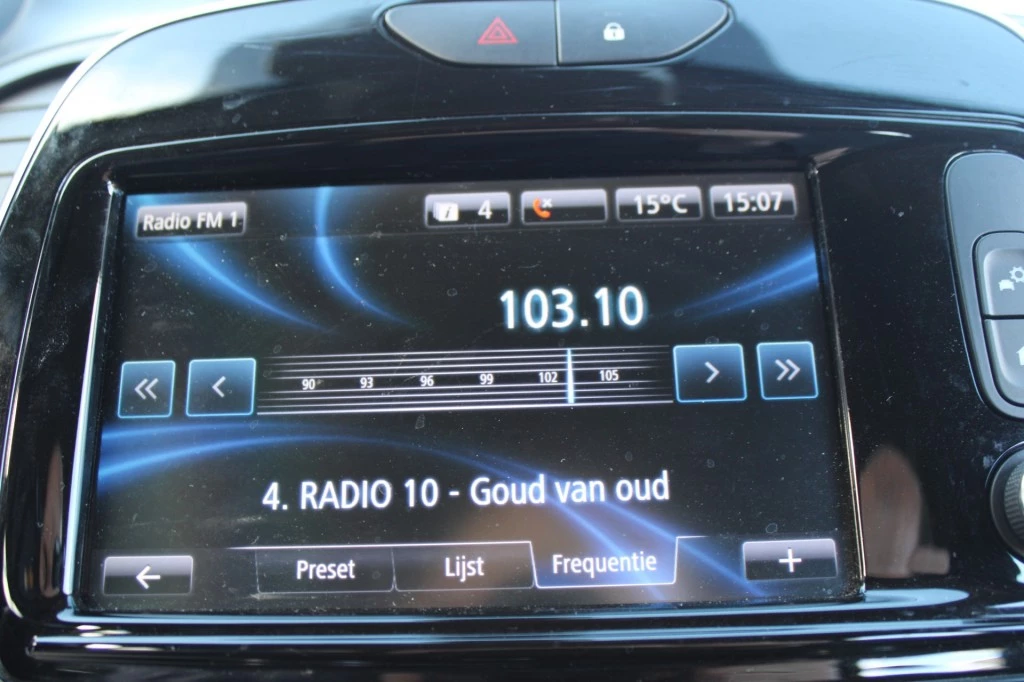 Radio FM 1
i 4
15°C
15:07
103.10
90 93 96 99 102 105
4. RADIO 10 - Goud van oud
Preset Lijst Frequentie +